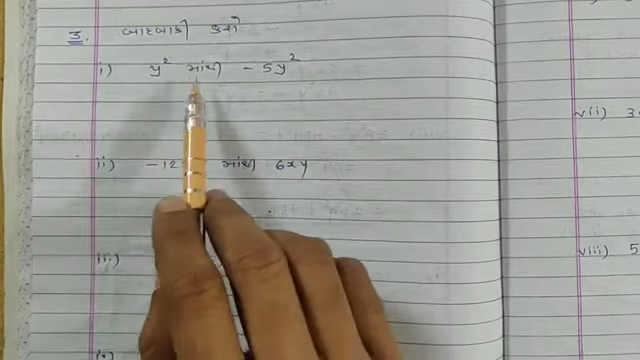 3. બાદબાકી કરો
i) y² માંથી - 5y²
ii) -12 માંથી 6xy
iii)
vii) 3
viii) 5